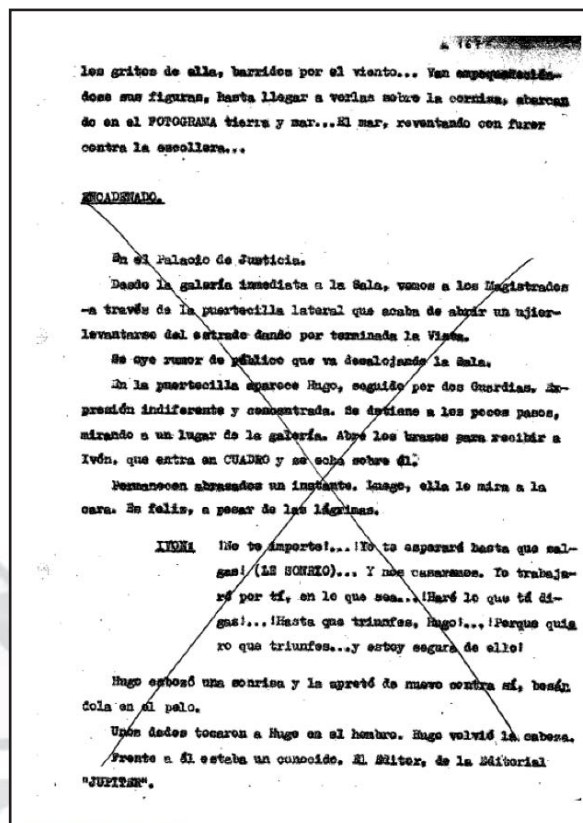 167
los gritos de ella, barridos por el viento... Van empequeñecién-
dose sus figuras, hasta llegar a verlas sobre la cornisa, abarcan
do en el FOTOGRAMA tierra y mar...El mar, reventando con furor
contra la escollera...
ENCADENADO.
En el Palacio de Justicia.
Desde la galería inmediata a la Sala, vemos a los Magistrados
-a través de la puertecilla lateral que acaba de abrir un ujier-
levantarse del estrado dando por terminada la Vista.
Se oye rumor de público que va desalojando la Sala.
En la puertecilla aparece Hugo, seguido por dos Guardias. Ex-
presión indiferente y concentrada. Se detiene a los pocos pasos,
mirando a un lugar de la galería. Abre los brazos para recibir a
Ivón, que entra en CUADRO y se echa sobre él.
Permanecen abrazados un instante. Luego, ella le mira a la
cara. Es feliz, a pesar de las lágrimas.
IVON: !No te importe!...!Yo te esperaré hasta que sal-
gas! (LE SONRIO)... Y nos casaremos. Yo trabaja-
ré por tí, en lo que sea...!Haré lo que tú di-
gas!...!Hasta que triunfes, Hugo!...!Porque quie
ro que triunfes...y estoy segura de ello!
Hugo esbozó una sonrisa y la apretó de nuevo contra sí, besán
dola en el pelo.
Unos dedos tocaron a Hugo en el hombro. Hugo volvió la cabeza.
Frente a él estaba un conocido. El Editor, de la Editorial
"JUPITER".